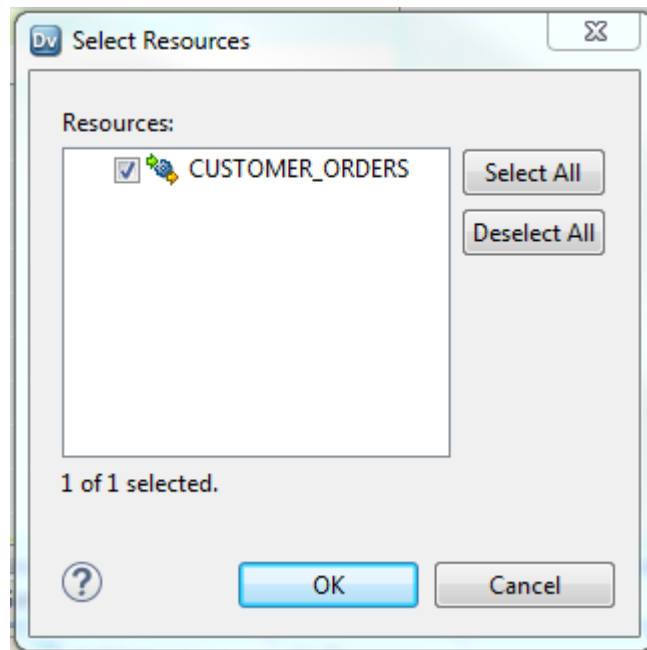 Dv Select Resources
Resources:
CUSTOMER_ORDERS
Select All
Deselect All
1 of 1 selected.
? OK Cancel